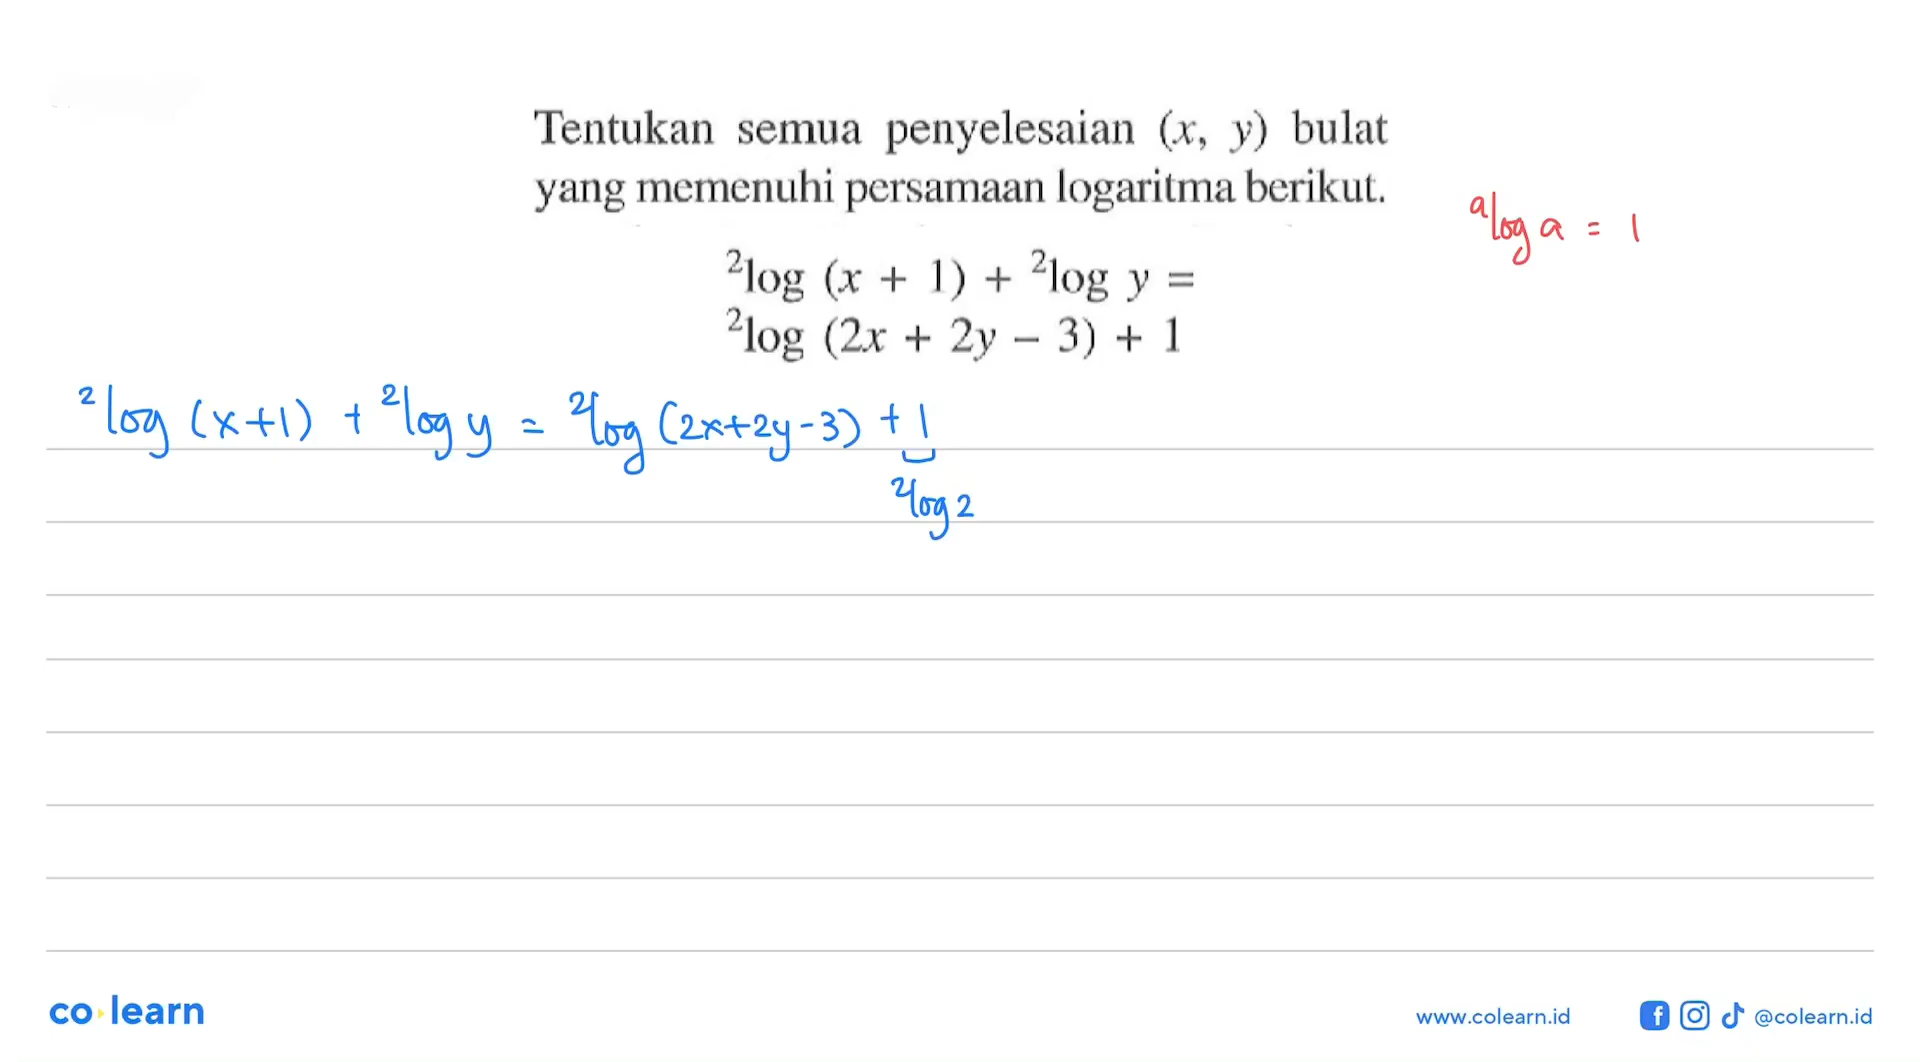 Tentukan semua penyelesaian (x, y) bulat
yang memenuhi persamaan logaritma berikut.
²log (x + 1) + ²log y =
²log (2x + 2y − 3) + 1
ᵃlog a = 1
²log (x+1) + ²log y = ²log (2x+2y-3) + 1
²log 2
co learn
www.colearn.id
@colearn.id